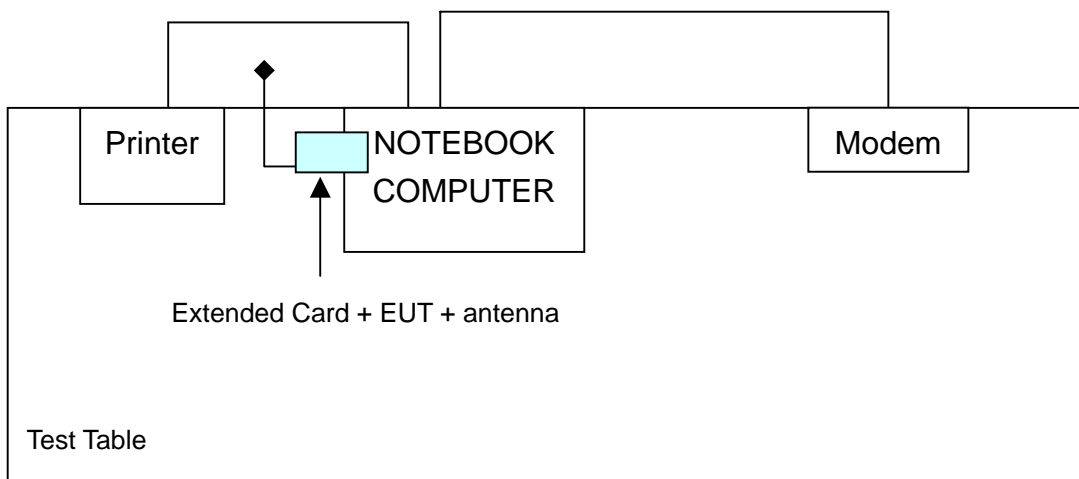 Printer
NOTEBOOK
COMPUTER
Modem
Extended Card + EUT + antenna
Test Table